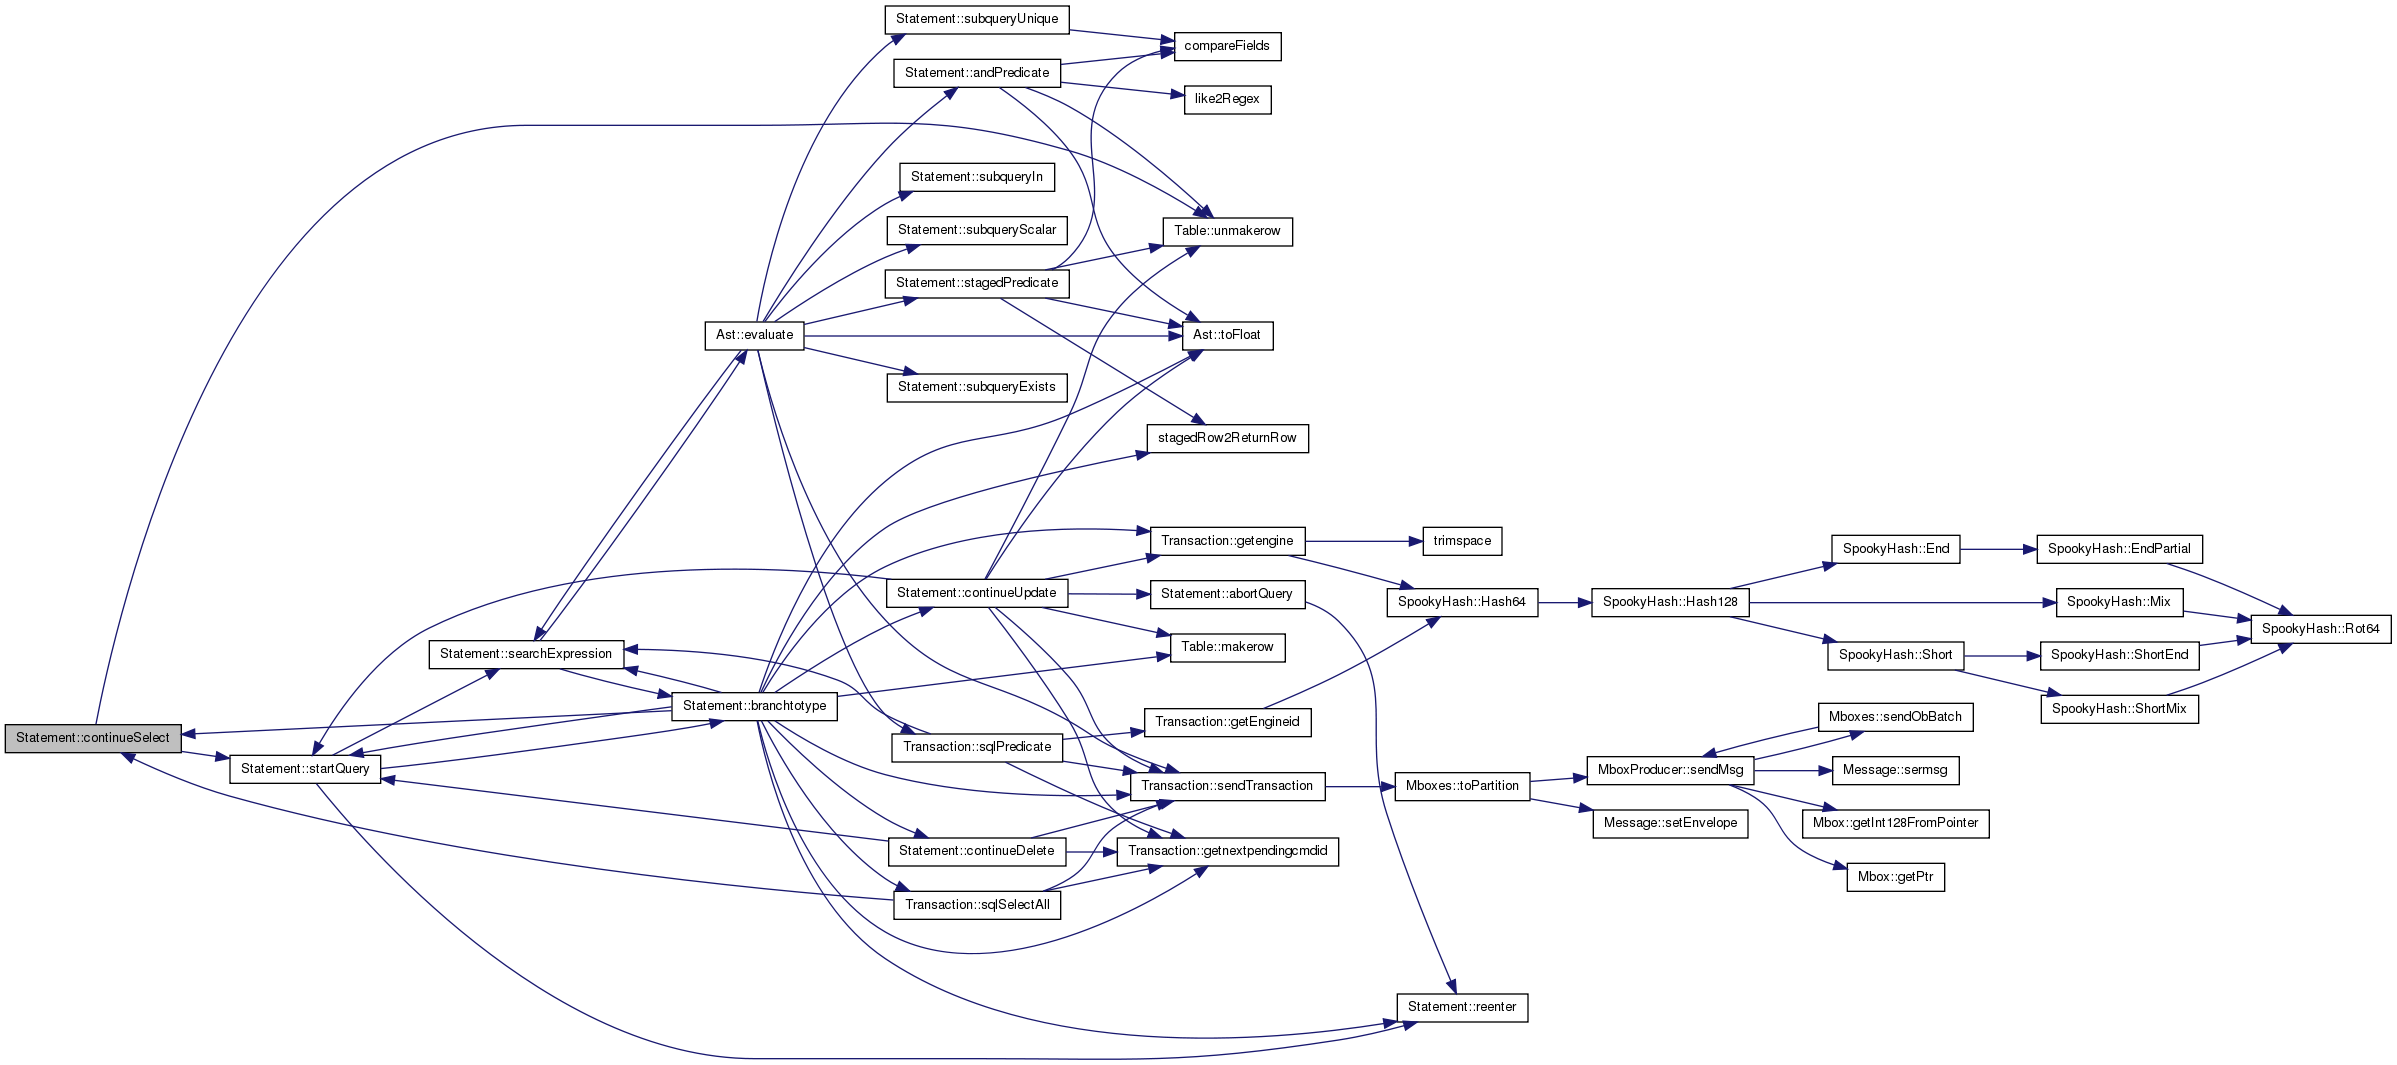 Statement::subqueryUnique
compareFields
Statement::andPredicate
like2Regex
Statement::subqueryIn
Statement::subqueryScalar
Table::unmakerow
Statement::stagedPredicate
Ast::evaluate
Ast::toFloat
Statement::subqueryExists
stagedRow2ReturnRow
Transaction::getengine
trimspace
SpookyHash::End
SpookyHash::EndPartial
Statement::continueUpdate
Statement::abortQuery
SpookyHash::Hash64
SpookyHash::Hash128
SpookyHash::Mix
SpookyHash::Rot64
Statement::searchExpression
Table::makerow
SpookyHash::Short
SpookyHash::ShortEnd
Statement::branchtotype
SpookyHash::ShortMix
Transaction::getEngineid
Mboxes::sendObBatch
Statement::continueSelect
Transaction::sqlPredicate
Statement::startQuery
MboxProducer::sendMsg
Message::sermsg
Transaction::sendTransaction
Mboxes::toPartition
Message::setEnvelope
Mbox::getInt128FromPointer
Statement::continueDelete
Transaction::getnextpendingcmdid
Mbox::getPtr
Transaction::sqlSelectAll
Statement::reenter